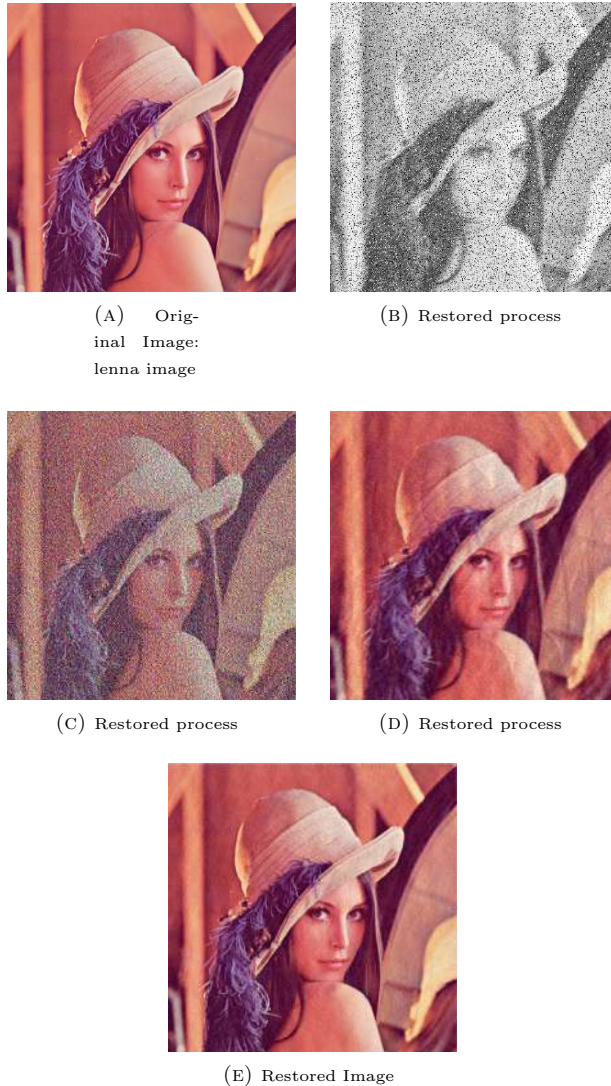 (A) Orig-
inal Image:
lenna image
(B) Restored process
(C) Restored process
(D) Restored process
(E) Restored Image